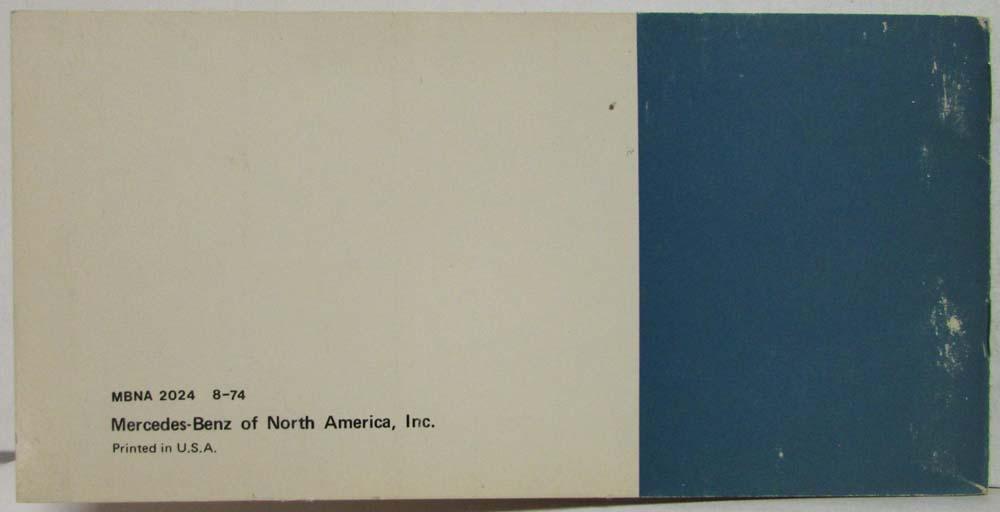 MBNA 2024 8-74
Mercedes-Benz of North America, Inc.
Printed in U.S.A.